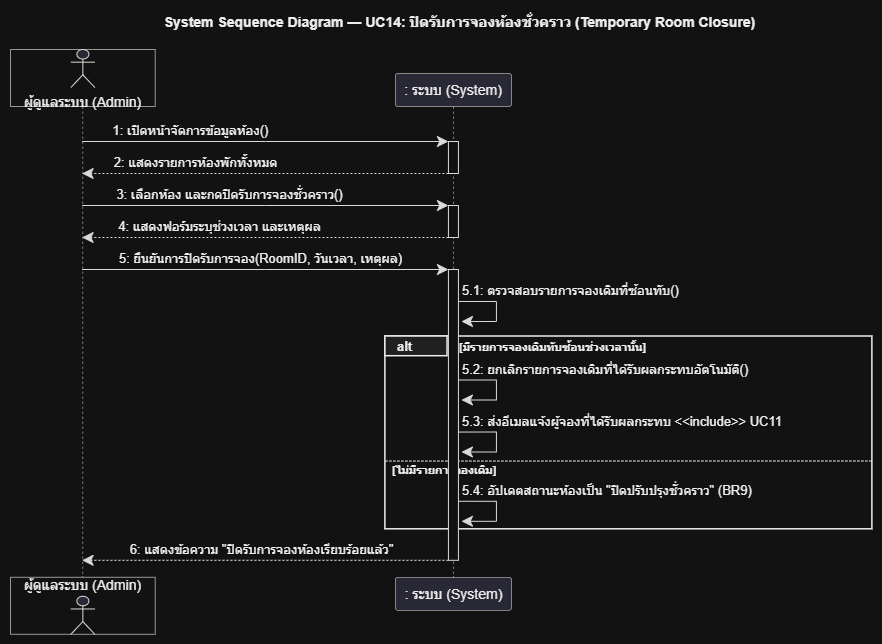 System Sequence Diagram — UC14: ปิดรับการจองห้องชั่วคราว (Temporary Room Closure)
ผู้ดูแลระบบ (Admin)
: ระบบ (System)
1: เปิดหน้าจัดการข้อมูลห้อง()
2: แสดงรายการห้องพักทั้งหมด
3: เลือกห้อง และกดปิดรับการจองชั่วคราว()
4: แสดงฟอร์มระบุช่วงเวลา และเหตุผล
5: ยืนยันการปิดรับการจอง(RoomID, วันเวลา, เหตุผล)
5.1: ตรวจสอบรายการจองเดิมที่ซ้อนทับ()
alt
[มีรายการจองเดิมทับซ้อนช่วงเวลานั้น]
5.2: ยกเลิกรายการจองเดิมที่ได้รับผลกระทบอัตโนมัติ()
5.3: ส่งอีเมลแจ้งผู้จองที่ได้รับผลกระทบ <<include>> UC11
[ไม่มีรายการจองเดิม]
5.4: อัปเดตสถานะห้องเป็น "ปิดปรับปรุงชั่วคราว" (BR9)
6: แสดงข้อความ "ปิดรับการจองห้องเรียบร้อยแล้ว"
ผู้ดูแลระบบ (Admin)
: ระบบ (System)